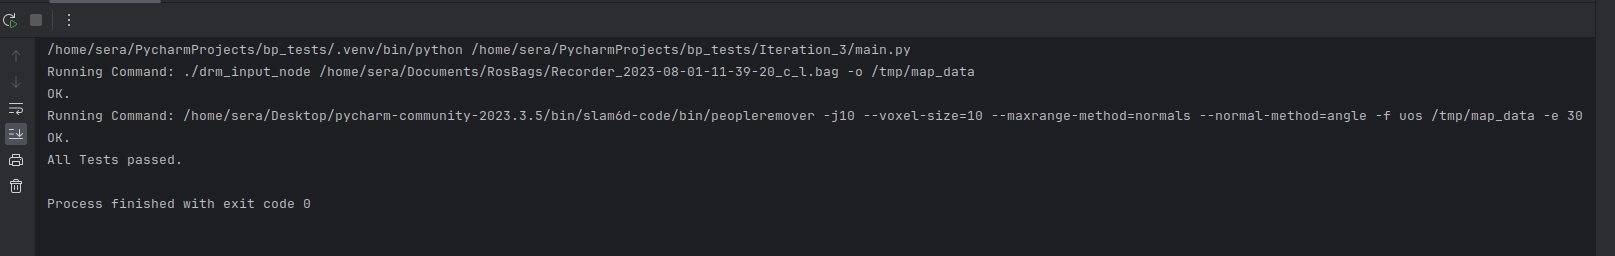 /home/sera/PycharmProjects/bp_tests/.venv/bin/python /home/sera/PycharmProjects/bp_tests/Iteration_3/main.py
Running Command: ./drm_input_node /home/sera/Documents/RosBags/Recorder_2023-08-01-11-39-20_c_l.bag -o /tmp/map_data
OK.
Running Command: /home/sera/Desktop/pycharm-community-2023.3.5/bin/slam6d-code/bin/peopleremover -j10 --voxel-size=10 --maxrange-method=normals --normal-method=angle -f uos /tmp/map_data -e 30
OK.
All Tests passed.
Process finished with exit code 0